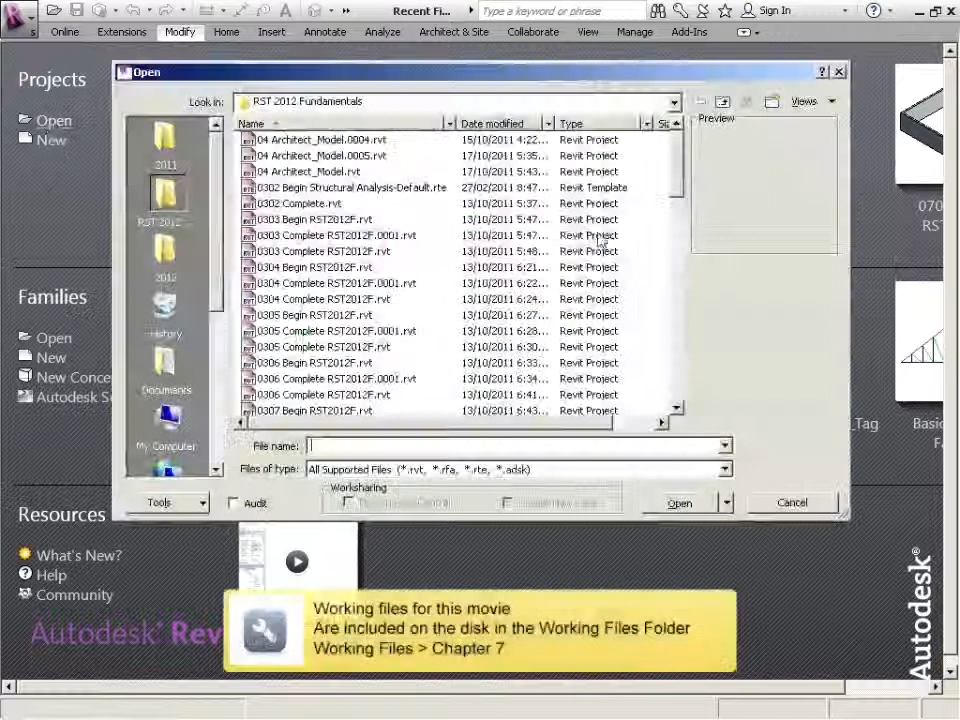 Recent Fi...
Type a keyword or phrase
Sign In
Online
Extensions
Modify
Home
Insert
Annotate
Analyze
Architect & Site
Collaborate
View
Manage
Add-Ins
Projects
Open
New
Families
Open
New
New Conce
Autodesk Se
Resources
What's New?
Help
Community
Autodesk® Rev
Open
Look in:
RST 2012 Fundamentals
Views
2011
RST 2012 ...
2012
History
Documents
My Computer
Name
Date modified
Type
Siz
04 Architect_Model.0004.rvt 15/10/2011 4:22... Revit Project
04 Architect_Model.0005.rvt 17/10/2011 5:35... Revit Project
04 Architect_Model.rvt 17/10/2011 5:43... Revit Project
0302 Begin Structural Analysis-Default.rte 27/02/2011 8:47... Revit Template
0302 Complete.rvt 13/10/2011 5:37... Revit Project
0303 Begin RST2012F.rvt 13/10/2011 5:47... Revit Project
0303 Complete RST2012F.0001.rvt 13/10/2011 5:47... Revit Project
0303 Complete RST2012F.rvt 13/10/2011 5:48... Revit Project
0304 Begin RST2012F.rvt 13/10/2011 6:21... Revit Project
0304 Complete RST2012F.0001.rvt 13/10/2011 6:22... Revit Project
0304 Complete RST2012F.rvt 13/10/2011 6:24... Revit Project
0305 Begin RST2012F.rvt 13/10/2011 6:27... Revit Project
0305 Complete RST2012F.0001.rvt 13/10/2011 6:28... Revit Project
0305 Complete RST2012F.rvt 13/10/2011 6:30... Revit Project
0306 Begin RST2012F.rvt 13/10/2011 6:33... Revit Project
0306 Complete RST2012F.0001.rvt 13/10/2011 6:34... Revit Project
0306 Complete RST2012F.rvt 13/10/2011 6:41... Revit Project
0307 Begin RST2012F.rvt 13/10/2011 6:43... Revit Project
Preview
File name:
Files of type:
All Supported Files (*.rvt, *.rfa, *.rte, *.adsk)
Tools
Audit
Worksharing
Open
Cancel
070
RST
_Tag
Basic
Fa
Autodesk®
Working files for this movie
Are included on the disk in the Working Files Folder
Working Files > Chapter 7